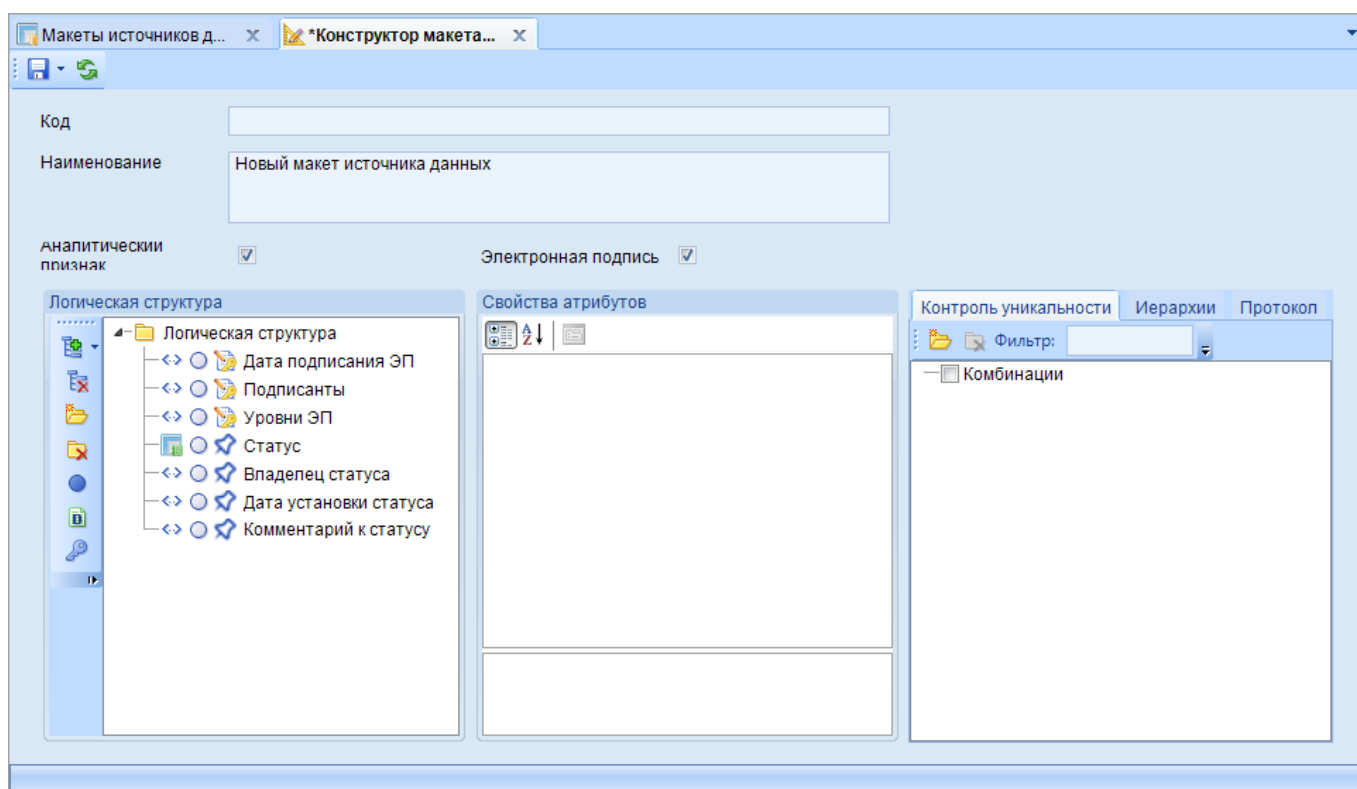 Макеты источников д...
*Конструктор макета...
Код
Наименование
Новый макет источника данных
Аналитический
признак
Электронная подпись
Логическая структура
Логическая структура
Дата подписания ЭП
Подписанты
Уровни ЭП
Статус
Владелец статуса
Дата установки статуса
Комментарий к статусу
Свойства атрибутов
Контроль уникальности Иерархии Протокол
Фильтр:
Комбинации